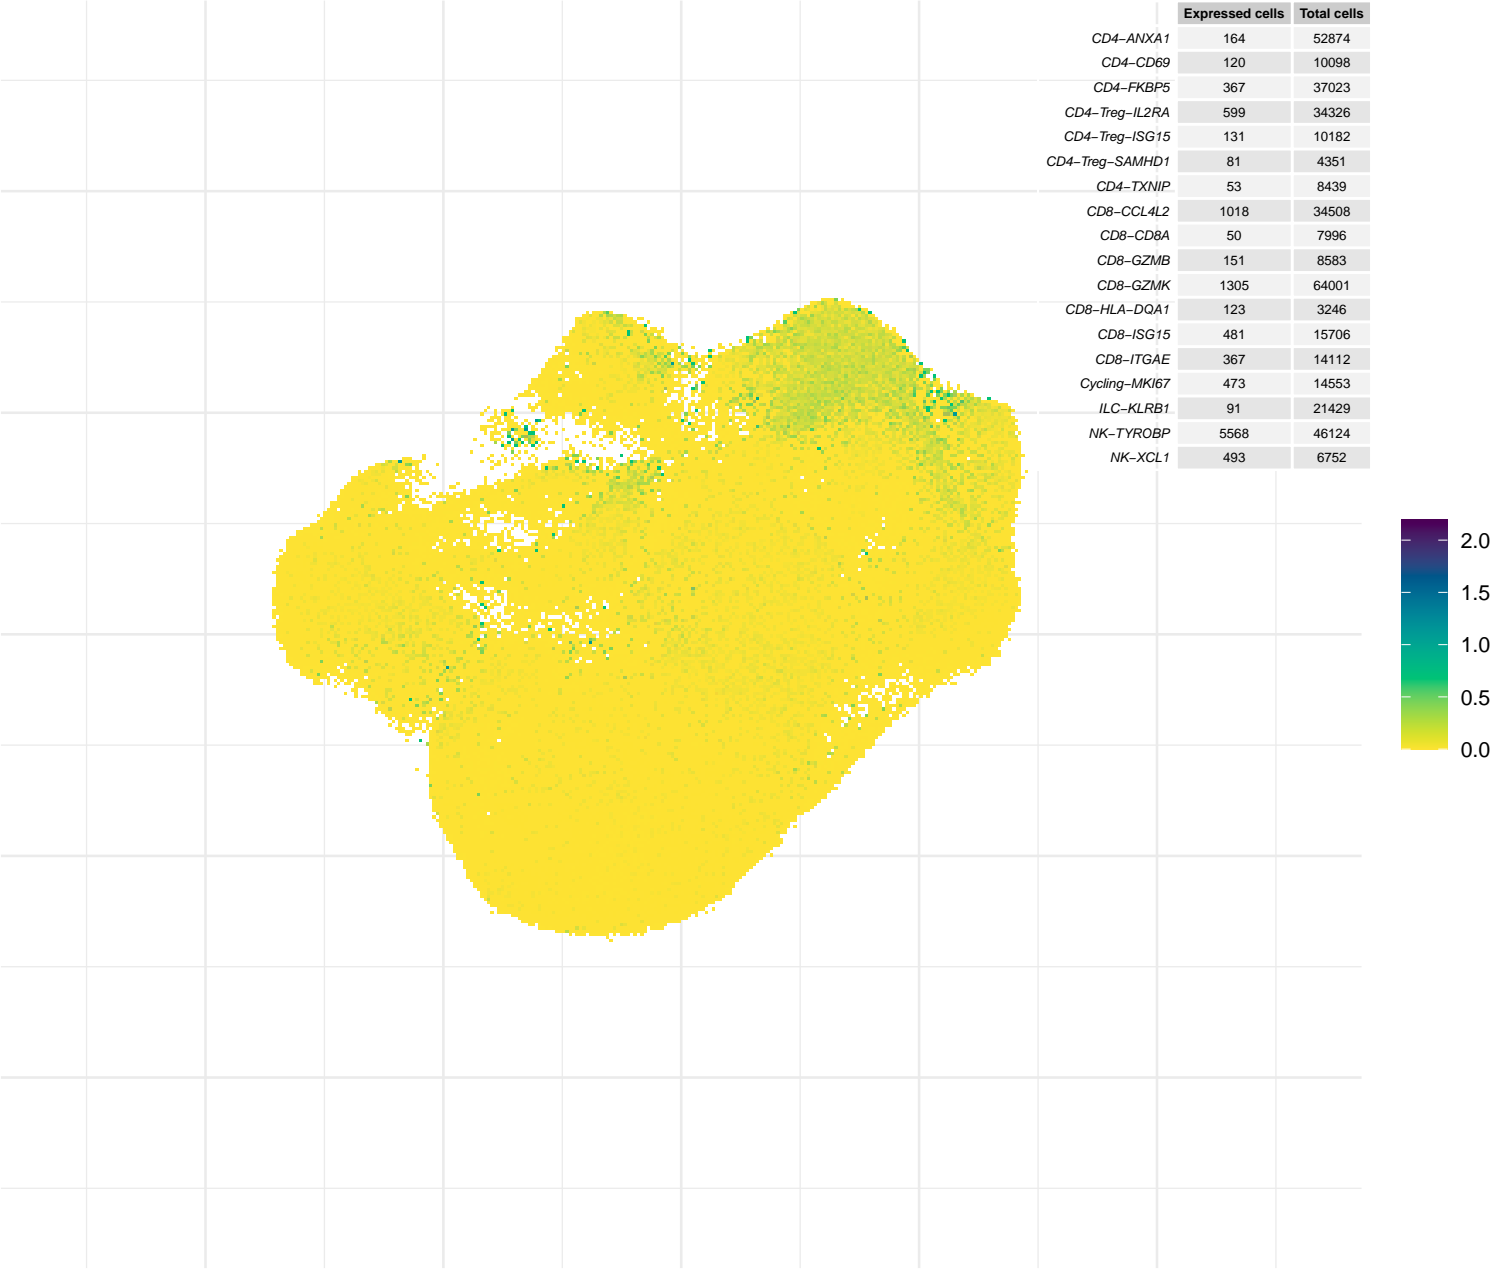 Expressed cells Total cells
CD4−ANXA1 164 52874
CD4−CD69 120 10098
CD4−FKBP5 367 37023
CD4−Treg−IL2RA 599 34326
CD4−Treg−ISG15 131 10182
CD4−Treg−SAMHD1 81 4351
CD4−TXNIP 53 8439
CD8−CCL4L2 1018 34508
CD8−CD8A 50 7996
CD8−GZMB 151 8583
CD8−GZMK 1305 64001
CD8−HLA−DQA1 123 3246
CD8−ISG15 481 15706
CD8−ITGAE 367 14112
Cycling−MKI67 473 14553
ILC−KLRB1 91 21429
NK−TYROBP 5568 46124
NK−XCL1 493 6752
2.0
1.5
1.0
0.5
0.0